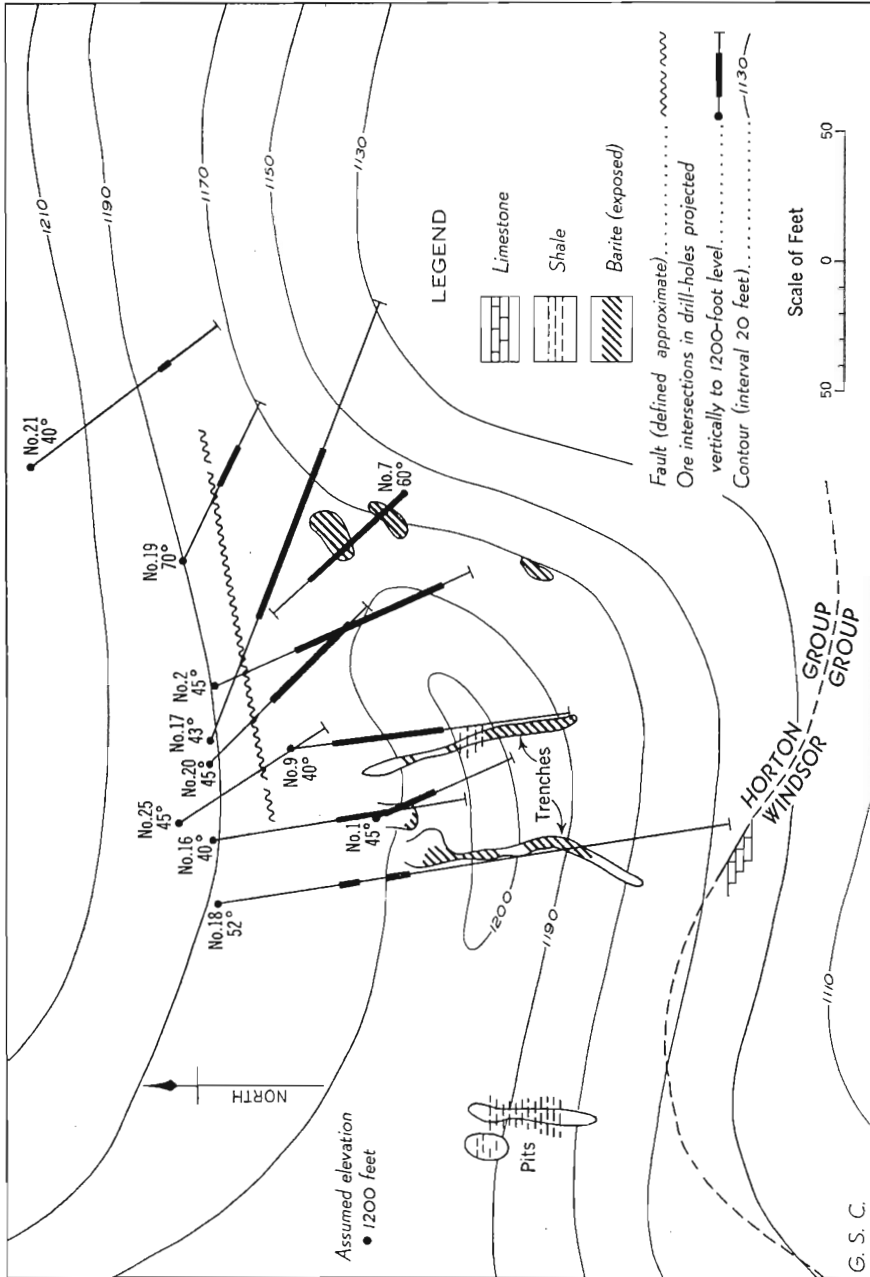 1210
1190
1170
1150
1130
No.21
40°
No.19
70°
No.2
45°
No.17
43°
No.20
45°
No.25
45°
No.16
40°
No.18
52°
No.9
40°
No.1
45°
No.7
60°
NORTH
Assumed elevation
1200 feet
Trenches
1200
1190
Pits
HORTON GROUP
WINDSOR GROUP
1110
LEGEND
Limestone
Shale
Barite (exposed)
Fault (defined approximate)
Ore intersections in drill-holes projected
vertically to 1200-foot level
Contour (interval 20 feet) 1130
Scale of Feet
50 0 50
G. S. C.